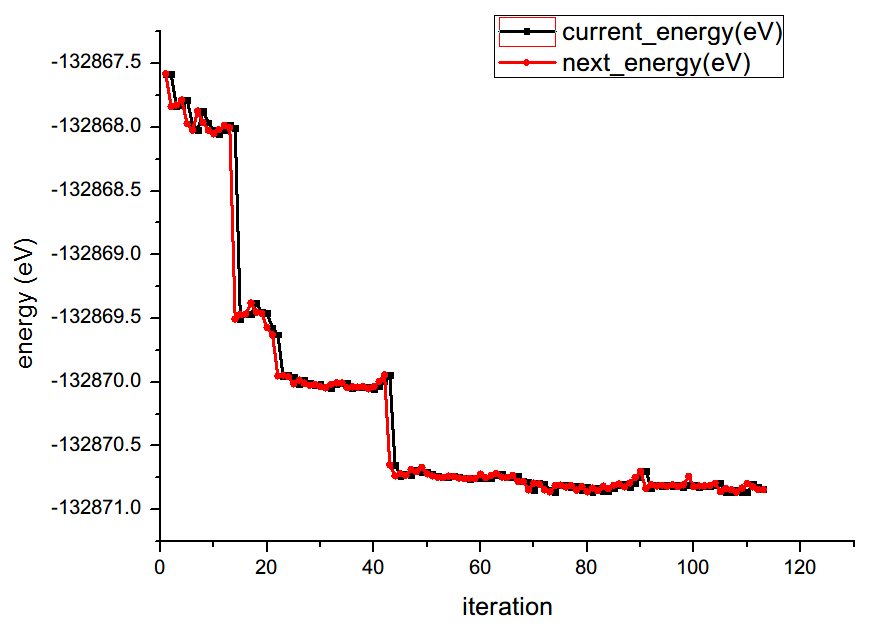 current_energy(eV)
next_energy(eV)
-132867.5
-132868.0
-132868.5
-132869.0
-132869.5
-132870.0
-132870.5
-132871.0
energy (eV)
0 20 40 60 80 100 120
iteration